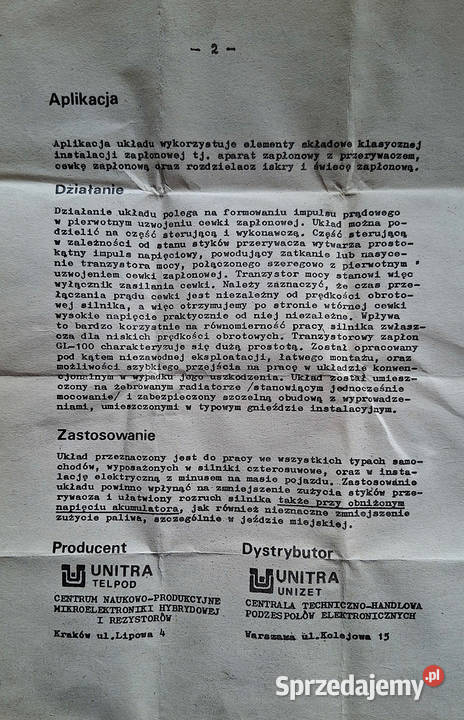 - 2 -
Aplikacja
Aplikacja układu wykorzystuje elementy składowe klasycznej
instalacji zapłonowej tj. aparat zapłonowy z przerywaczem,
cewkę zapłonową oraz rozdzielacz iskry i świecę zapłonową.
Działanie
Działanie układu polega na formowaniu impulsu prądowego
w pierwotnym uzwojeniu cewki zapłonowej. Układ można po-
dzielić na część sterującą i wykonawczą. Część sterującą
w zależności od stanu styków przerywacza wytwarza prosto-
kątny impuls napięciowy, powodujący zatkanie lub nasyce-
nie tranzystora mocy, połączonego szeregowo z pierwotnym
uzwojeniem cewki zapłonowej. Tranzystor mocy stanowi więc
wyłącznik zasilania cewki. Należy zaznaczyć, że czas prze-
łączania prądu cewki jest niezależny od prędkości obroto-
wej silnika, a więc otrzymujemy po stronie wtórnej cewki
wysokie napięcie praktycznie od niej niezależne. Wpływa
to bardzo korzystnie na równomierność pracy silnika zwłasz-
cza dla niskich prędkości obrotowych. Tranzystorowy zapłon
GL-100 charakteryzuje się dużą prostotą. Został opracowany
pod kątem niezawodnej eksploatacji, łatwego montażu, oraz
możliwości szybkiego przejścia na pracę w układzie konwen-
cjonalnym w wypadku jego uszkodzenia. Układ został umiesz-
czony na żebrowanym radiatorze /stanowiącym jednocześnie
mocowanie/ i zabezpieczony szczelną obudową z wyprowadze-
niami, umieszczonymi w typowym gnieździe instalacyjnym.
Zastosowanie
Układ przeznaczony jest do pracy we wszystkich typach samo-
chodów, wyposażonych w silniki czterosuwowe, oraz w insta-
lację elektryczną z minusem na masie pojazdu. Zastosowanie
układu powinno wpłynąć na zmniejszenie zużycia styków prze-
rywacza i ułatwiony rozruch silnika także przy obniżonym
napięciu akumulatora, jak również nieznaczne zmniejszenie
zużycie paliwa, szczególnie w jeździe miejskiej.
Producent
UNITRA
TELPOD
CENTRUM NAUKOWO-PRODUKCYJNE
MIKROELEKTRONIKI HYBRYDOWEJ
I REZYSTORÓW
Kraków ul.Lipowa 4
Dystrybutor
UNITRA
UNIZET
CENTRALA TECHNICZNO-HANDLOWA
PODZESPOŁÓW ELEKTRONICZNYCH
Warszawa ul.Kolejowa 15
Sprzedajemy.pl